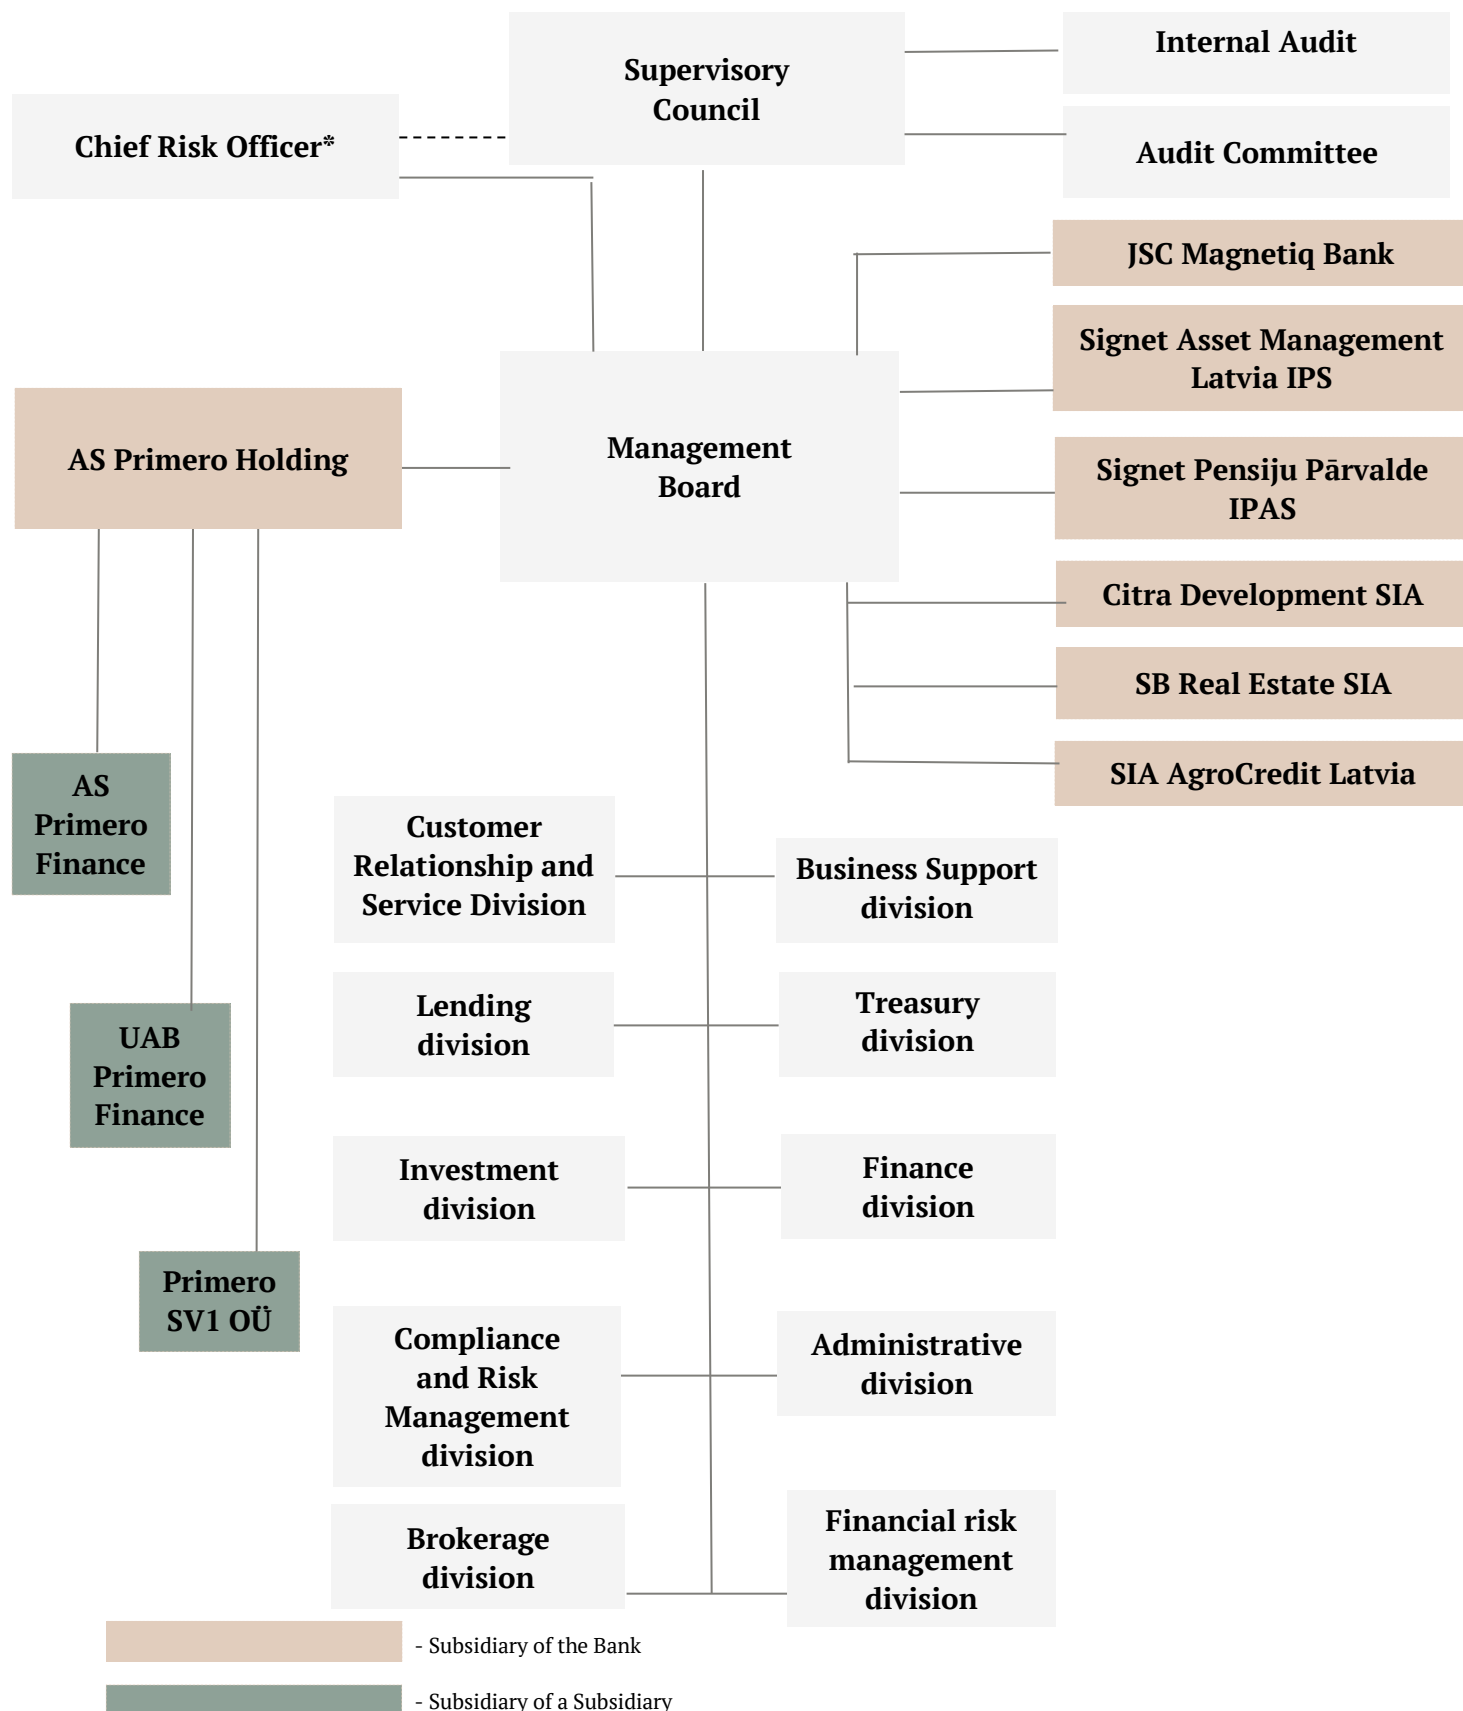 Supervisory
Council
Internal Audit
Audit Committee
Chief Risk Officer*
JSC Magnetiq Bank
Signet Asset Management
Latvia IPS
Signet Pensiju Pārvalde
IPAS
Citra Development SIA
SB Real Estate SIA
SIA AgroCredit Latvia
AS Primero Holding
Management
Board
AS
Primero
Finance
UAB
Primero
Finance
Primero
SV1 OÜ
Customer
Relationship and
Service Division
Business Support
division
Lending
division
Treasury
division
Investment
division
Finance
division
Compliance
and Risk
Management
division
Administrative
division
Brokerage
division
Financial risk
management
division
- Subsidiary of the Bank
- Subsidiary of a Subsidiary